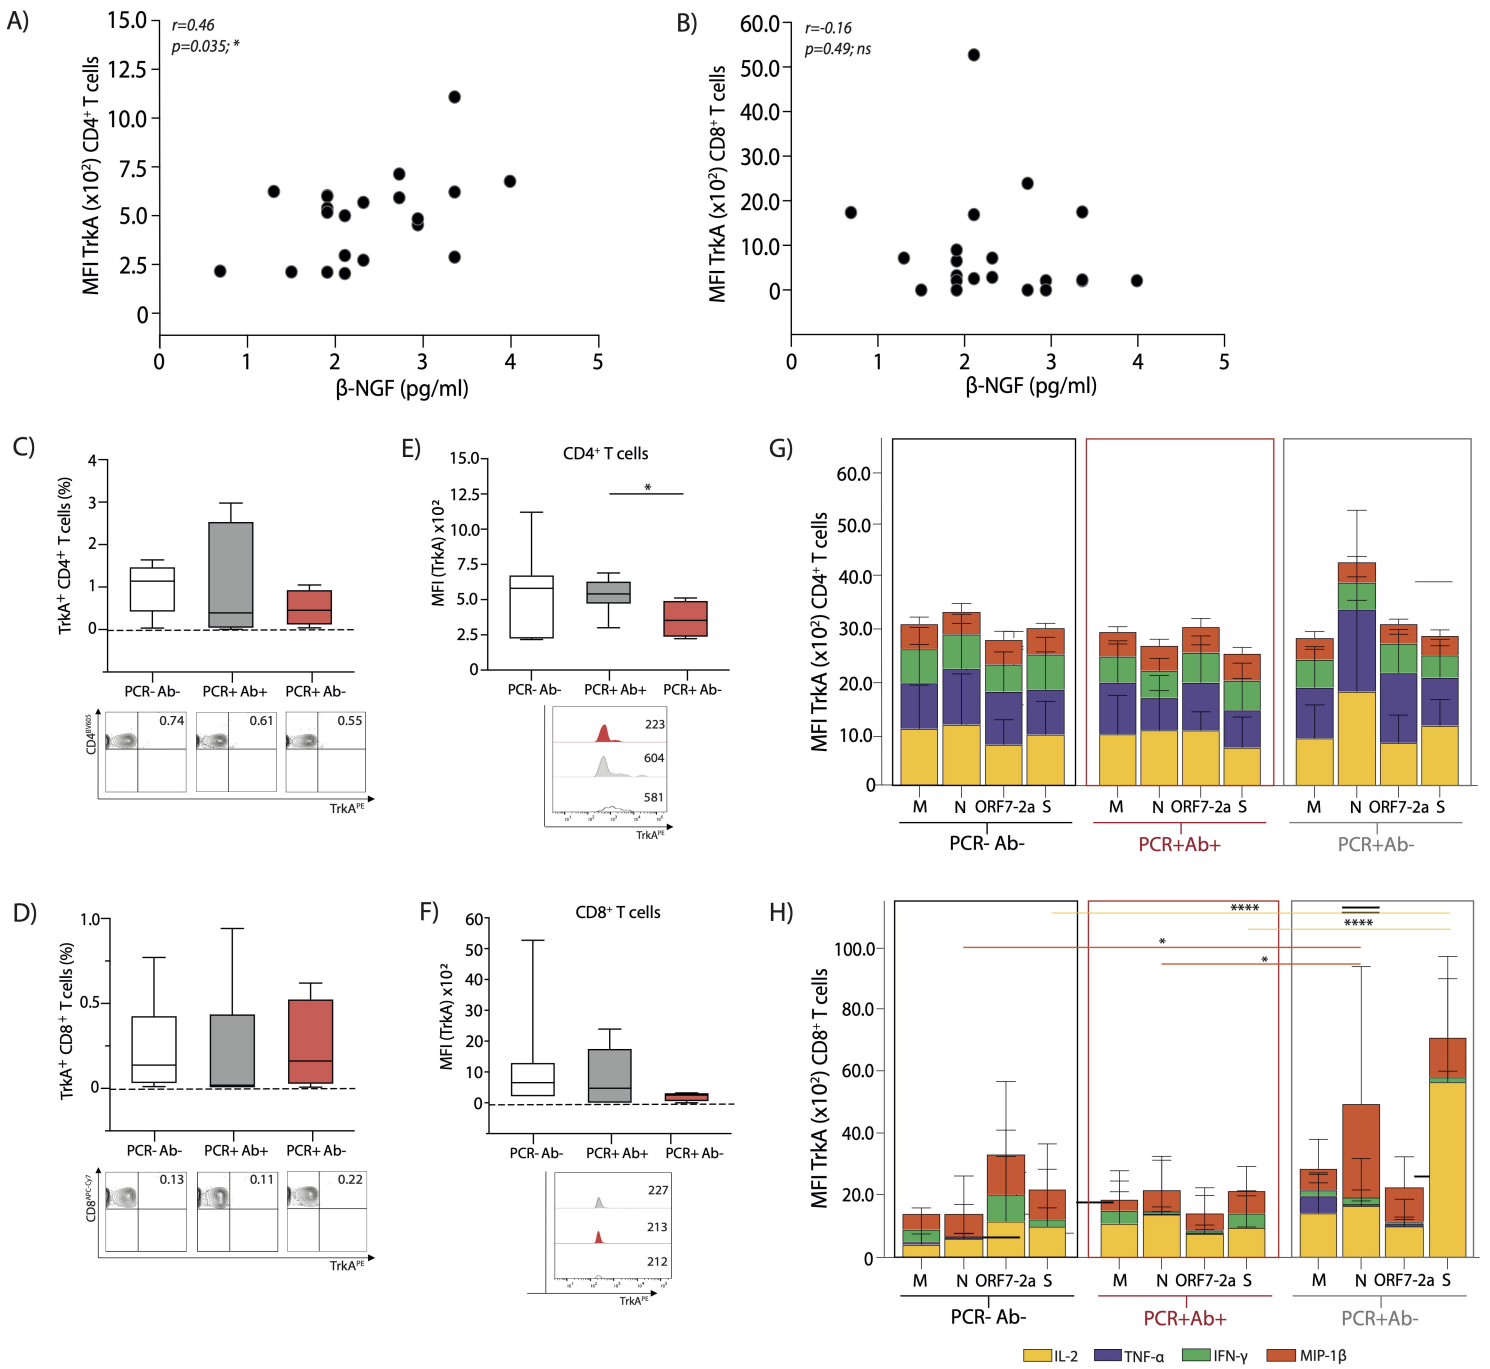 A)
r=0.46
p=0.035; *
MFI TrkA (x10²) CD4⁺ T cells
15.0
12.5
10.0
7.5
5.0
2.5
0
0 1 2 3 4 5
β-NGF (pg/ml)
B)
r=-0.16
p=0.49; ns
MFI TrkA (x10²) CD8⁺ T cells
60.0
50.0
40.0
30.0
20.0
10.0
0
0 1 2 3 4 5
β-NGF (pg/ml)
C)
TrkA⁺ CD4⁺ T cells (%)
4
3
2
1
0
PCR- Ab- PCR+ Ab+ PCR+ Ab-
CD4ᴮⱽ⁶⁰⁵
0.74 0.61 0.55
TrkAᴾᴱ
E)
CD4⁺ T cells
MFI (TrkA) x10²
15.0
12.5
10.0
7.5
5.0
2.5
0
*
PCR- Ab- PCR+ Ab+ PCR+ Ab-
223
604
581
TrkAᴾᴱ
G)
MFI TrkA (x10²) CD4⁺ T cells
60.0
50.0
40.0
30.0
20.0
10.0
0
M N ORF7-2a S M N ORF7-2a S M N ORF7-2a S
PCR- Ab- PCR+Ab+ PCR+Ab-
D)
TrkA⁺ CD8⁺ T cells (%)
1.0
0.5
0
PCR- Ab- PCR+ Ab+ PCR+ Ab-
CD8ᴬᴾᶜ⁻ᶜʸ⁷
0.13 0.11 0.22
TrkAᴾᴱ
F)
CD8⁺ T cells
MFI (TrkA) x10²
60
50
40
30
20
10
0
PCR- Ab- PCR+ Ab+ PCR+ Ab-
227
213
212
TrkAᴾᴱ
H)
MFI TrkA (x10²) CD8⁺ T cells
100.0
80.0
60.0
40.0
20.0
0
****
****
*
*
M N ORF7-2a S M N ORF7-2a S M N ORF7-2a S
PCR- Ab- PCR+Ab+ PCR+Ab-
IL-2 TNF-α IFN-γ MIP-1β